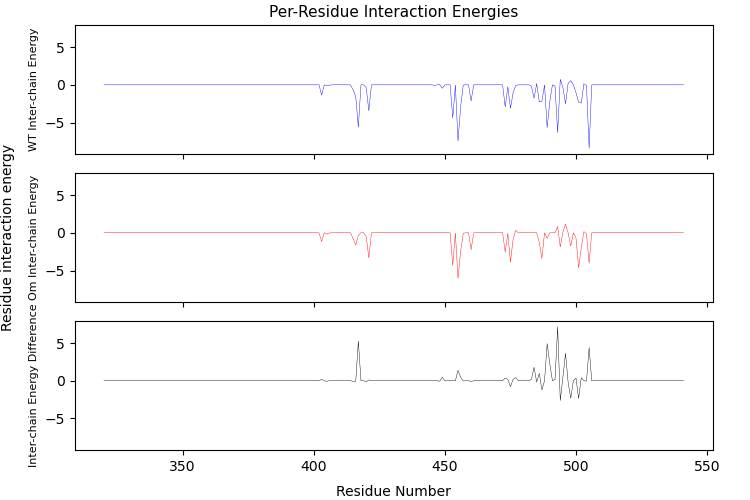 Per-Residue Interaction Energies
Residue interaction energy
WT Inter-chain Energy
5
0
−5
Om Inter-chain Energy
5
0
−5
Inter-chain Energy Difference
5
0
−5
350
400
450
500
550
Residue Number